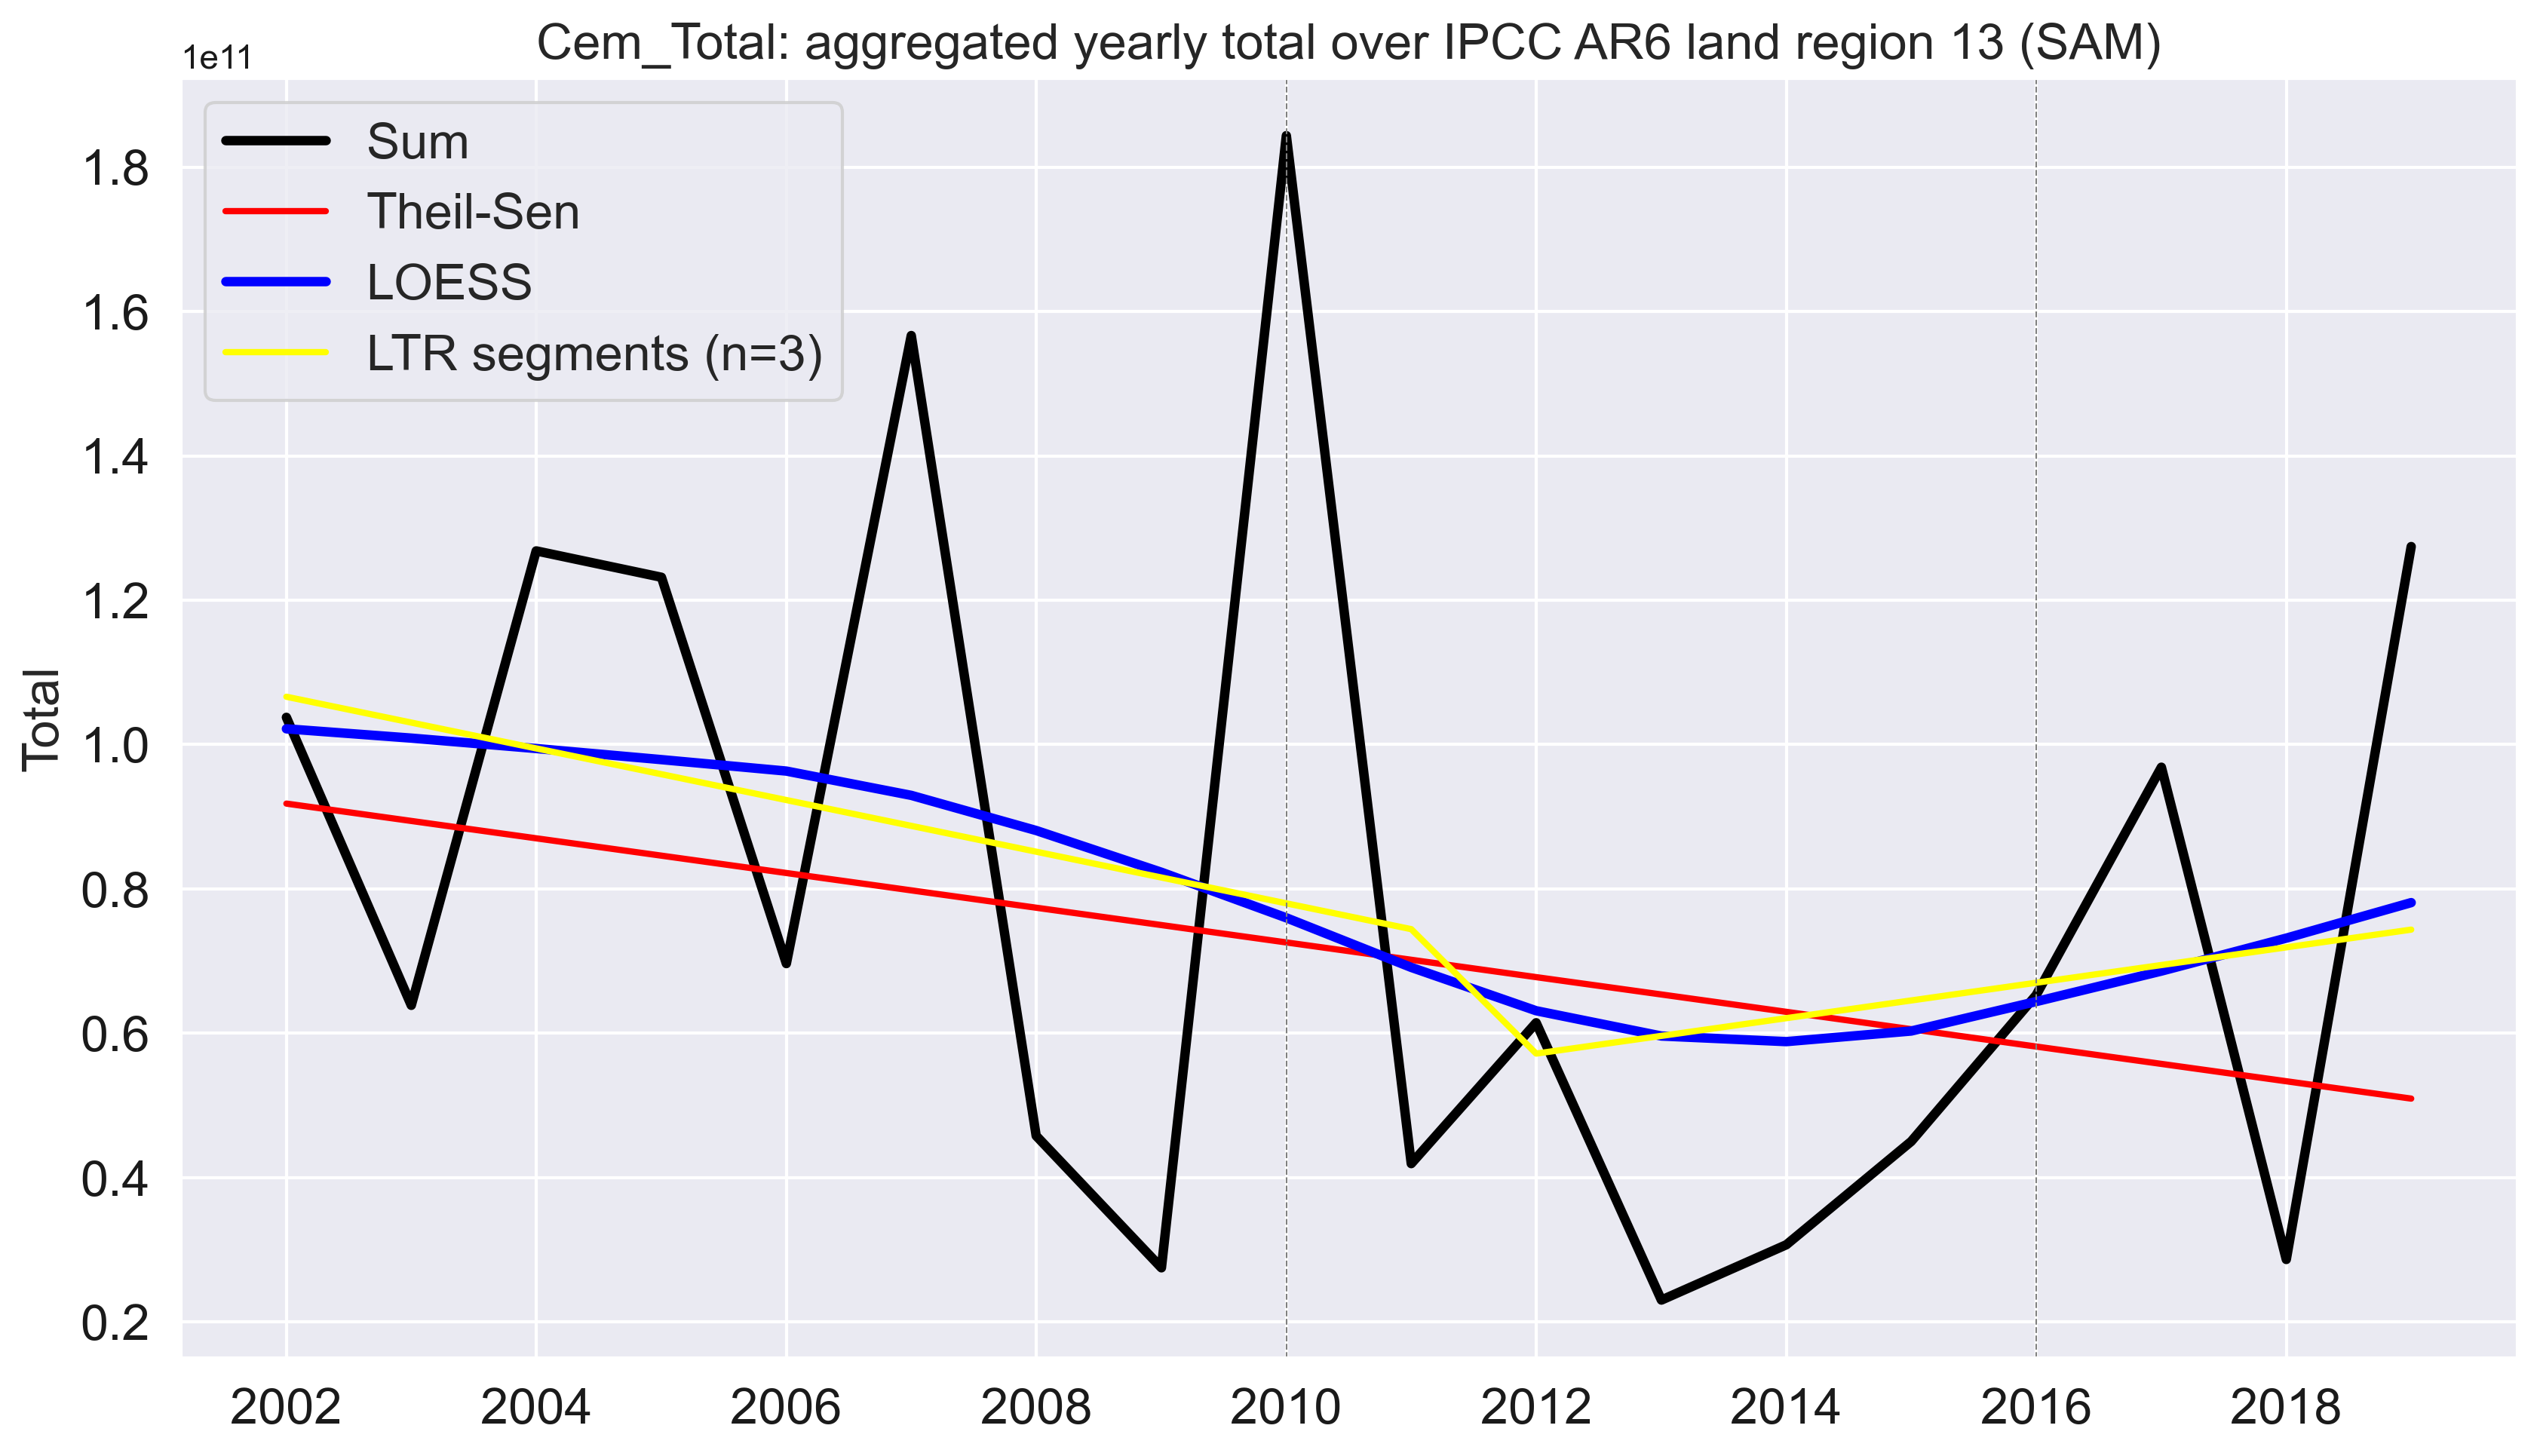 Cem_Total: aggregated yearly total over IPCC AR6 land region 13 (SAM)
1e11
Sum
Theil-Sen
LOESS
LTR segments (n=3)
Total
1.8
1.6
1.4
1.2
1.0
0.8
0.6
0.4
0.2
2002 2004 2006 2008 2010 2012 2014 2016 2018